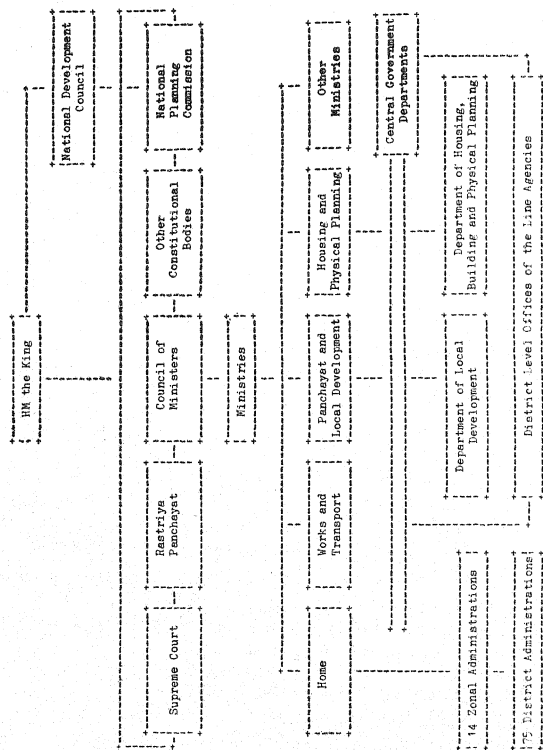 HM the King
National Development
Council
Supreme Court
Rastriya
Panchayat
Council of
Ministers
Other
Constitutional
Bodies
National
Planning
Commission
Ministries
Home
Works and
Transport
Panchayat and
Local Development
Housing and
Physical Planning
Other
Ministries
Central Government
Departments
14 Zonal Administrations
Department of Local
Development
Department of Housing,
Building and Physical Planning
75 District Administrations
District Level Offices of the Line Agencies